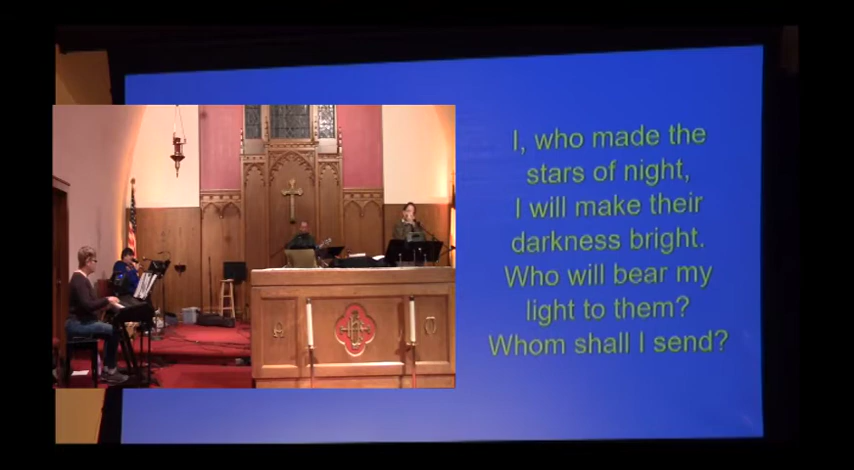 I, who made the
stars of night,
I will make their
darkness bright.
Who will bear my
light to them?
Whom shall I send?